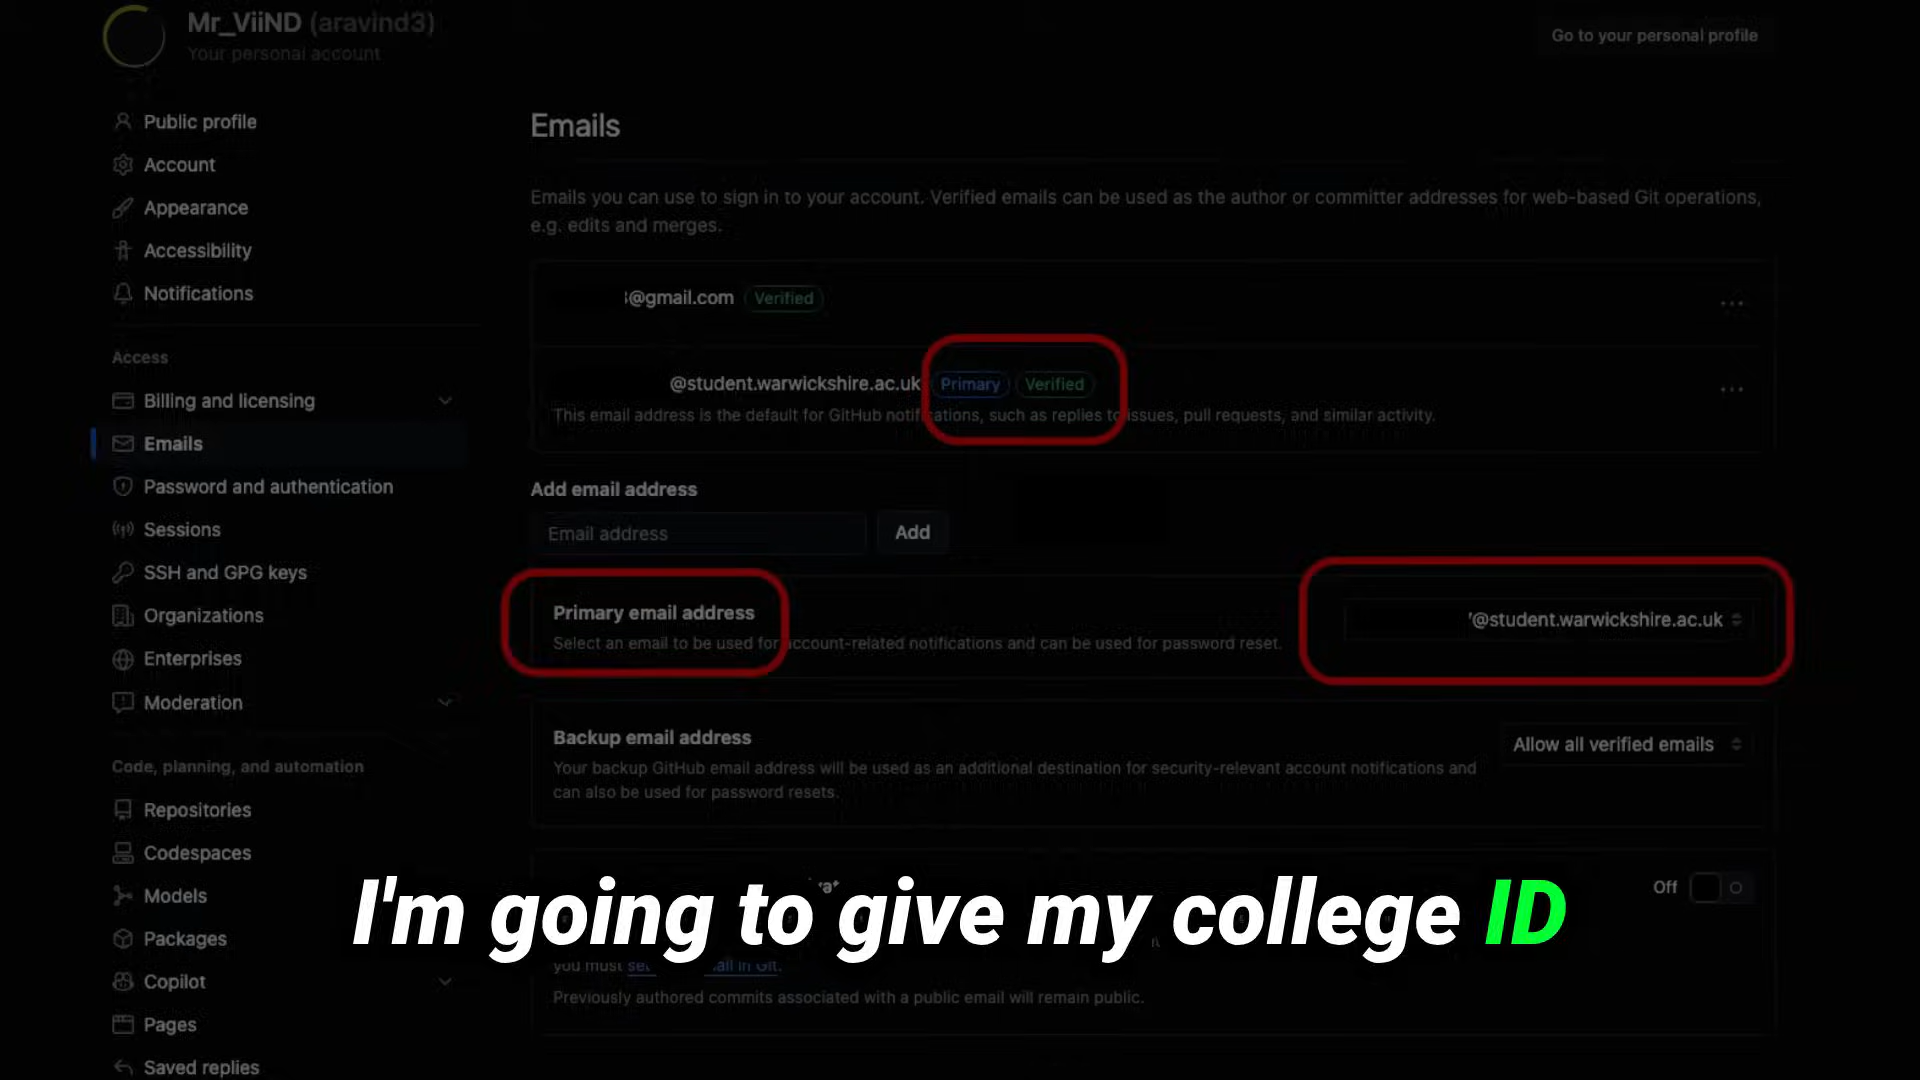 Mr_ViiND (aravind3)
Your personal account
Go to your personal profile
Public profile
Account
Appearance
Accessibility
Notifications
Access
Billing and licensing
Emails
Password and authentication
Sessions
SSH and GPG keys
Organizations
Enterprises
Moderation
Code, planning, and automation
Repositories
Codespaces
Models
Packages
Copilot
Pages
Saved replies
Emails
Emails you can use to sign in to your account. Verified emails can be used as the author or committer addresses for web-based Git operations,
e.g. edits and merges.
@gmail.com Verified
@student.warwickshire.ac.uk Primary Verified
This email address is the default for GitHub notifications, such as replies to issues, pull requests, and similar activity.
Add email address
Email address
Add
Primary email address
Select an email to be used for account-related notifications and can be used for password reset.
@student.warwickshire.ac.uk
Backup email address
Your backup GitHub email address will be used as an additional destination for security-relevant account notifications and
can also be used for password resets.
Allow all verified emails
Off
I'm going to give my college ID
you must in Git.
Previously authored commits associated with a public email will remain public.